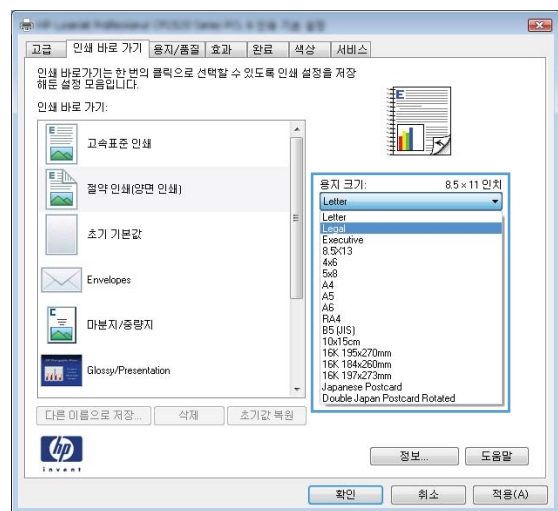 고급 인쇄 바로 가기 용지/품질 효과 완료 색상 서비스
인쇄 바로가기는 한 번의 클릭으로 선택할 수 있도록 인쇄 설정을 저장
해둔 설정 모음입니다.
인쇄 바로 가기:
고속표준 인쇄
절약 인쇄(양면 인쇄)
초기 기본값
Envelopes
마분지/중량지
Glossy/Presentation
용지 크기: 8.5 × 11 인치
Letter
Letter
Legal
Executive
8.5X13
4x6
5x8
A4
A5
A6
RA4
B5 (JIS)
10x15cm
16K 195x270mm
16K 184x260mm
16K 197x273mm
Japanese Postcard
Double Japan Postcard Rotated
다른 이름으로 저장... 삭제 초기값 복원
hp
invent
정보... 도움말
확인 취소 적용(A)